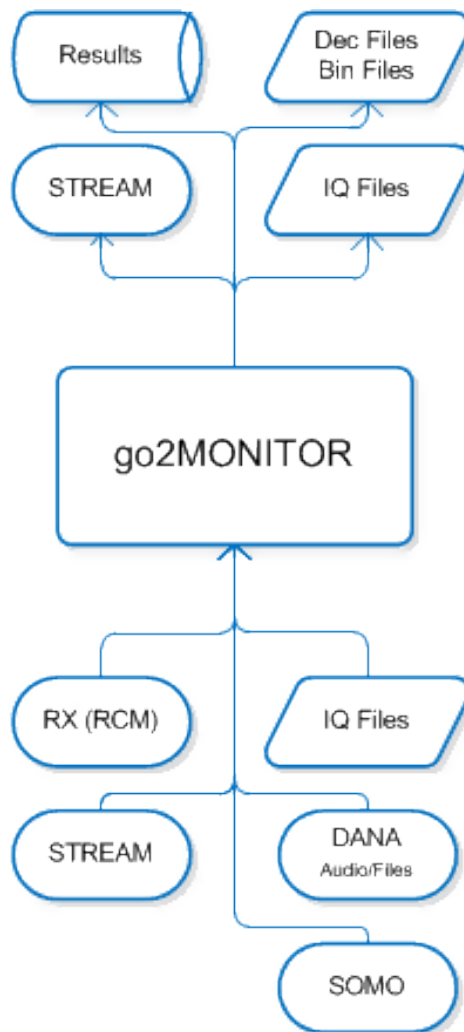 Results
Dec Files
Bin Files
STREAM
IQ Files
go2MONITOR
RX (RCM)
IQ Files
STREAM
DANA
Audio/Files
SOMO